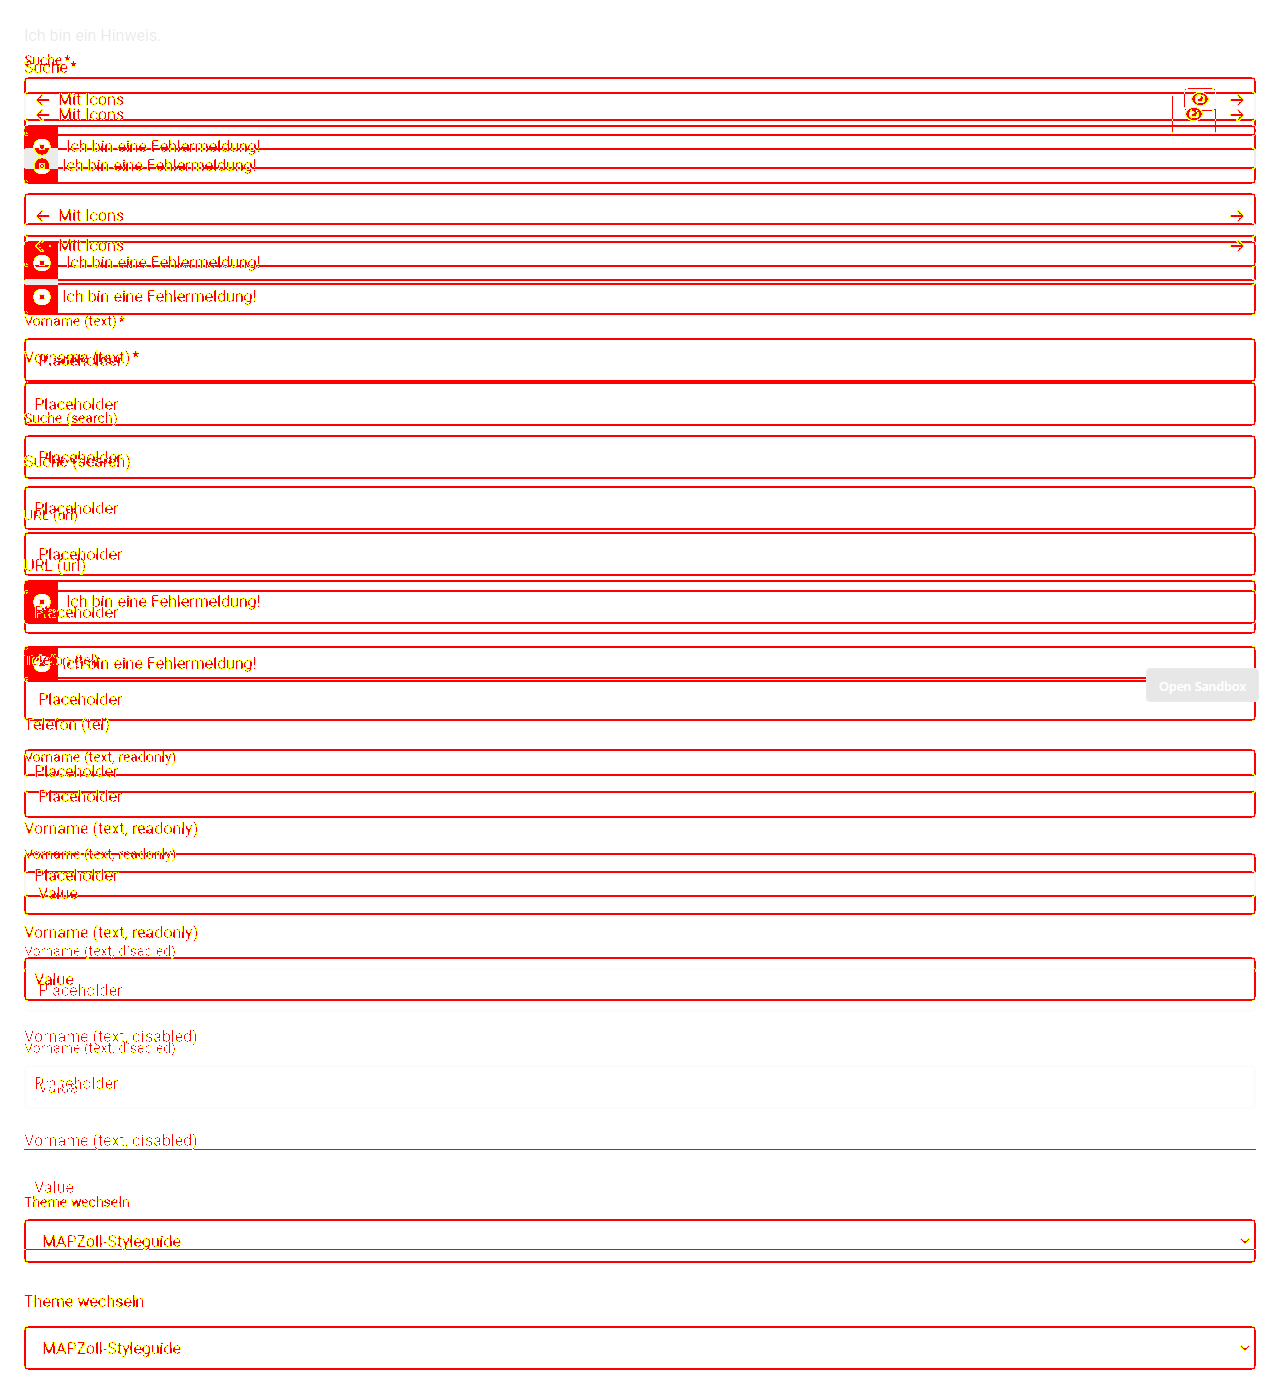 Ich bin ein Hinweis.
Suche *
Suche *
Mit Icons
Mit Icons
Ich bin eine Fehlermeldung!
Ich bin eine Fehlermeldung!
Mit Icons
Mit Icons
Ich bin eine Fehlermeldung!
Ich bin eine Fehlermeldung!
Vorname (text) *
Vorname (text) *
Placeholder
Placeholder
Suche (search)
Placeholder
Suche (search)
Placeholder
URL (url)
Placeholder
URL (url)
Ich bin eine Fehlermeldung!
Placeholder
Telefon (tel)
Ich bin eine Fehlermeldung!
Open Sandbox
Placeholder
Telefon (tel)
Vorname (text, readonly)
Placeholder
Placeholder
Vorname (text, readonly)
Vorname (text, readonly)
Placeholder
Value
Vorname (text, readonly)
Vorname (text, disabled)
Value
Placeholder
Vorname (text, disabled)
Vorname (text, disabled)
Placeholder
Value
Vorname (text, disabled)
Value
Theme wechseln
MAPZoll-Styleguide
Theme wechseln
MAPZoll-Styleguide